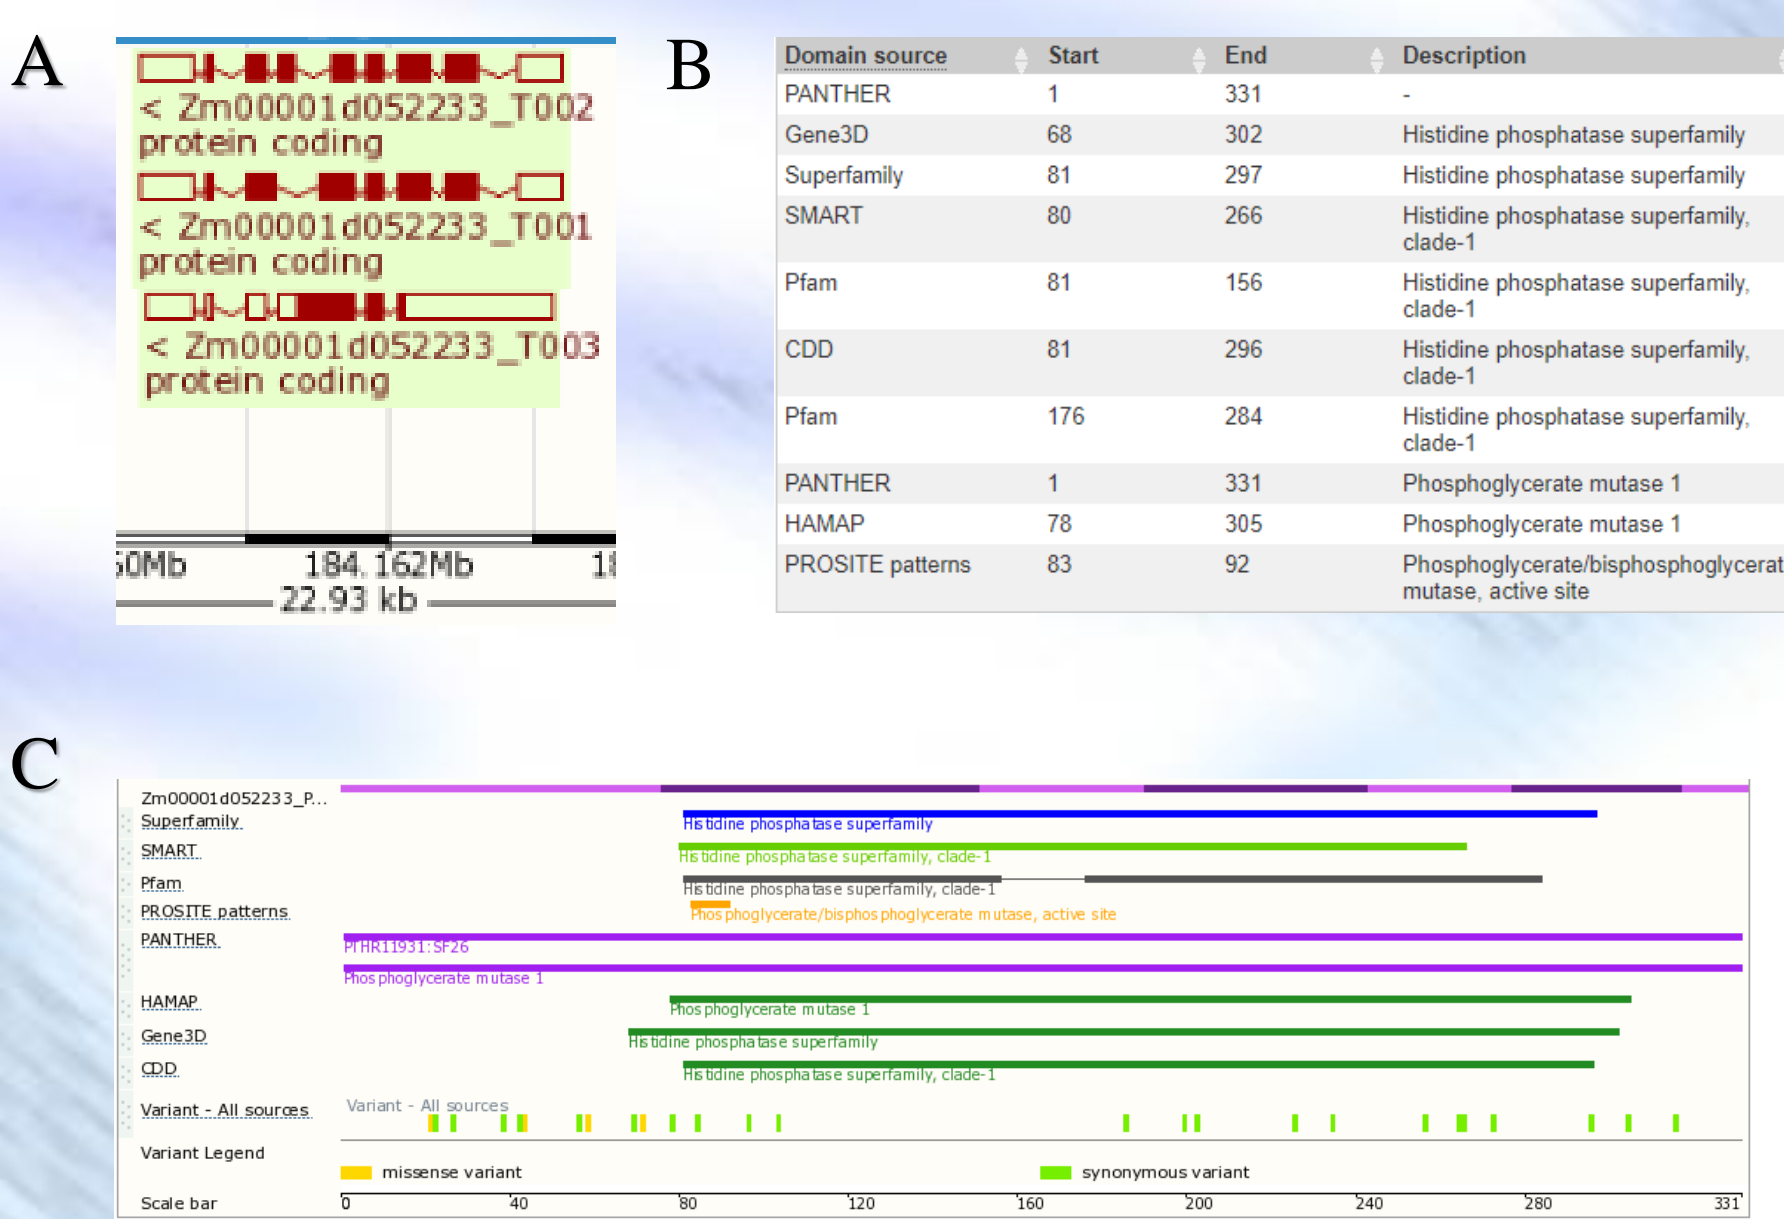 A
< Zm00001d052233_T002
protein coding
< Zm00001d052233_T001
protein coding
< Zm00001d052233_T003
protein coding
0Mb 184.162Mb 18
22.93 kb
B
Domain source Start End Description
PANTHER 1 331 -
Gene3D 68 302 Histidine phosphatase superfamily
Superfamily 81 297 Histidine phosphatase superfamily
SMART 80 266 Histidine phosphatase superfamily,
clade-1
Pfam 81 156 Histidine phosphatase superfamily,
clade-1
CDD 81 296 Histidine phosphatase superfamily,
clade-1
Pfam 176 284 Histidine phosphatase superfamily,
clade-1
PANTHER 1 331 Phosphoglycerate mutase 1
HAMAP 78 305 Phosphoglycerate mutase 1
PROSITE patterns 83 92 Phosphoglycerate/bisphosphoglycerat
mutase, active site
C
Zm00001d052233_P...
Superfamily
Histidine phosphatase superfamily
SMART
Histidine phosphatase superfamily, clade-1
Pfam
Histidine phosphatase superfamily, clade-1
PROSITE patterns
Phosphoglycerate/bisphosphoglycerate mutase, active site
PANTHER
PTHR11931:SF26
Phosphoglycerate mutase 1
HAMAP
Phosphoglycerate mutase 1
Gene3D
Histidine phosphatase superfamily
CDD
Histidine phosphatase superfamily, clade-1
Variant - All sources Variant - All sources
Variant Legend
missense variant synonymous variant
Scale bar 0 40 80 120 160 200 240 280 331